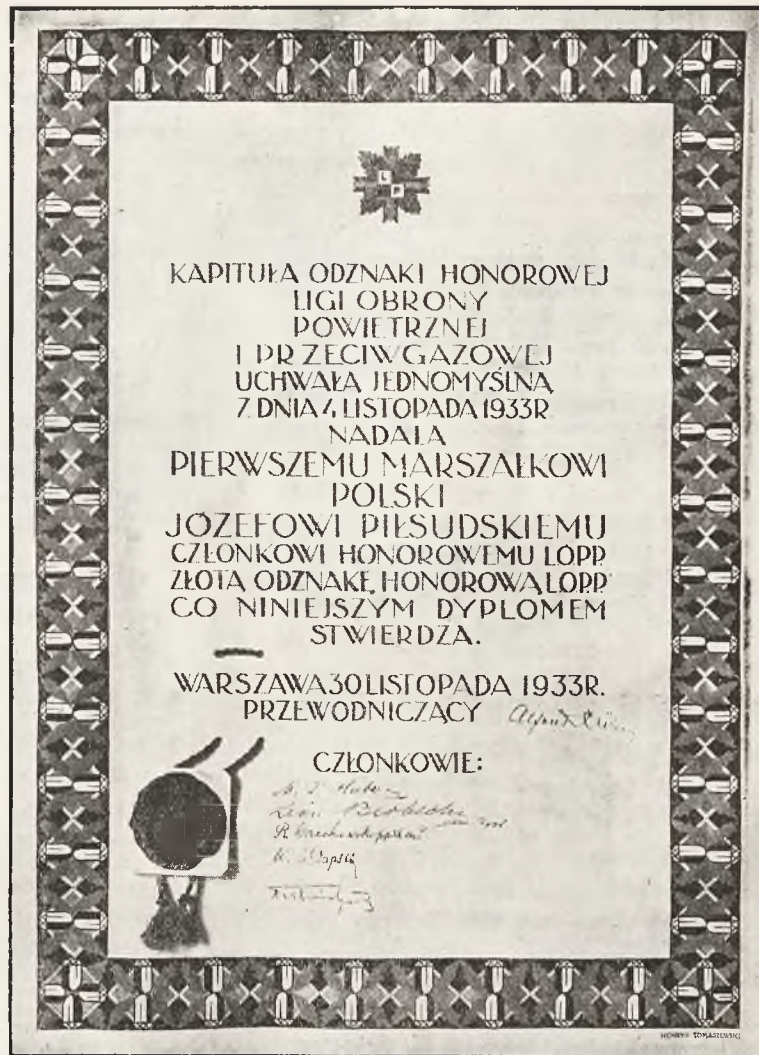 L
P
KAPITUŁA ODZNAKI HONOROWEJ
LIGI OBRONY
POWIETRZNEJ
I PRZECIWGAZOWEJ
UCHWAŁĄ JEDNOMYŚLNĄ
Z DNIA 4 LISTOPADA 1933R
NADAŁA
PIERWSZEMU MARSZAŁKOWI
POLSKI
JÓZEFOWI PIŁSUDSKIEMU
CZŁONKOWI HONOROWEMU LOPP.
ZŁOTĄ ODZNAKĘ HONOROWĄ LOPP.
CO NINIEJSZYM DYPLOMEM
STWIERDZA.
WARSZAWA 30 LISTOPADA 1933R.
PRZEWODNICZĄCY
CZŁONKOWIE:
HENRYK TOMASZEWSKI